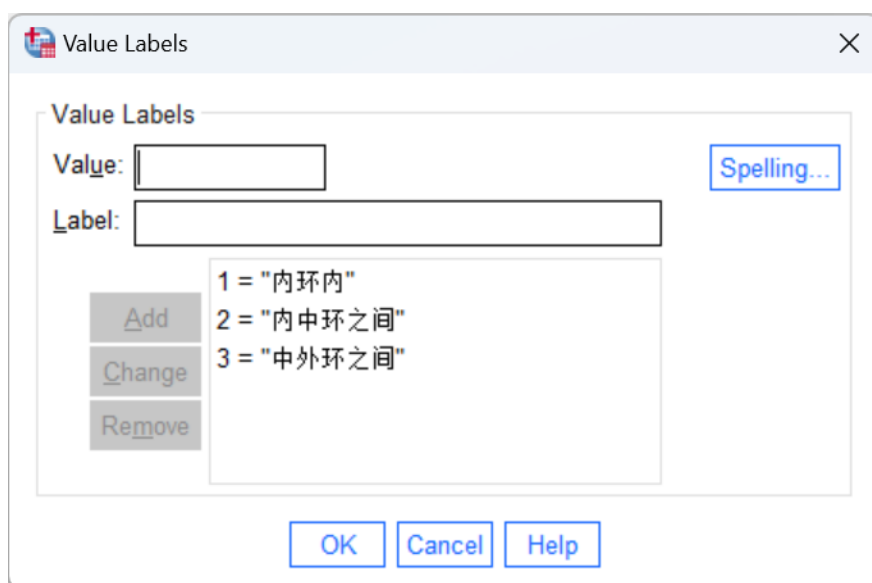 Value Labels
Value Labels
Value:
Spelling...
Label:
1 = "内环内"
2 = "内中环之间"
3 = "中外环之间"
Add
Change
Remove
OK Cancel Help